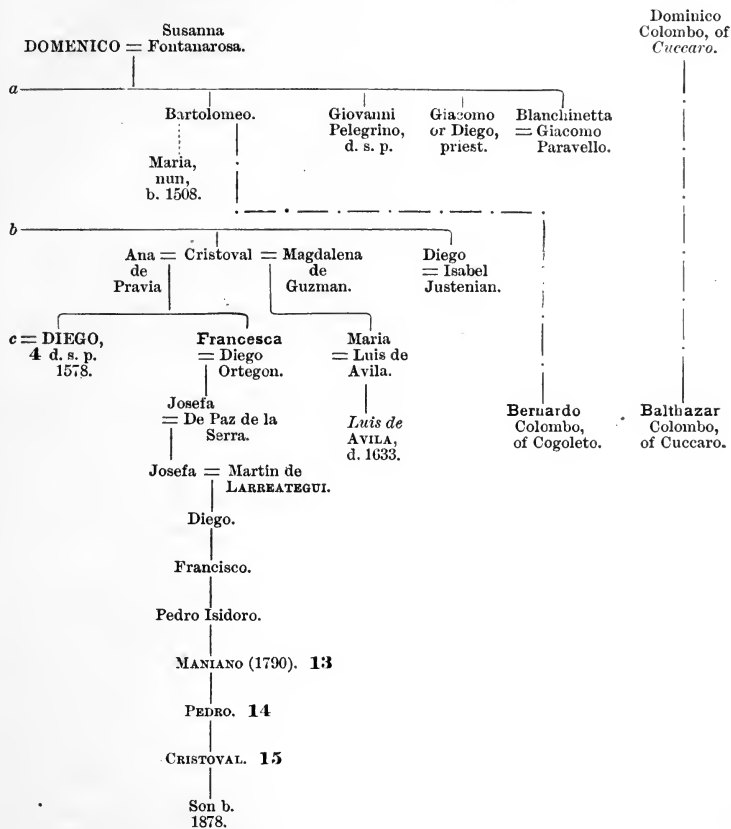 Susanna
DOMENICO = Fontanarosa.
Dominico
Colombo, of
Cuccaro.
a
Bartolomeo.
Giovanni
Pelegrino,
d. s. p.
Giacomo
or Diego,
priest.
Blanchinetta
= Giacomo
Paravello.
Maria,
nun,
b. 1508.
b
Ana = Cristoval = Magdalena
de
Pravia
de
Guzman.
Diego
= Isabel
Justenian.
c = DIEGO,
4 d. s. p.
1578.
Francesca
= Diego
Ortegon.
Maria
= Luis de
Avila.
Josefa
= De Paz de la
Serra.
Luis de
AVILA,
d. 1633.
Bernardo
Colombo,
of Cogoleto.
Balthazar
Colombo,
of Cuccaro.
Josefa = Martin de
LARREATEGUI.
Diego.
Francisco.
Pedro Isidoro.
MANIANO (1790). 13
PEDRO. 14
CRISTOVAL. 15
Son b.
1878.